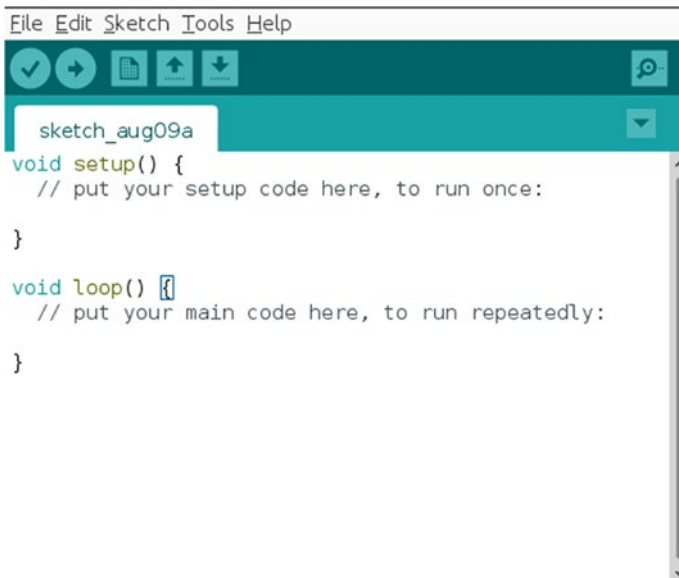 File Edit Sketch Tools Help
sketch_aug09a
void setup() {
  // put your setup code here, to run once:
}
void loop() {
  // put your main code here, to run repeatedly:
}